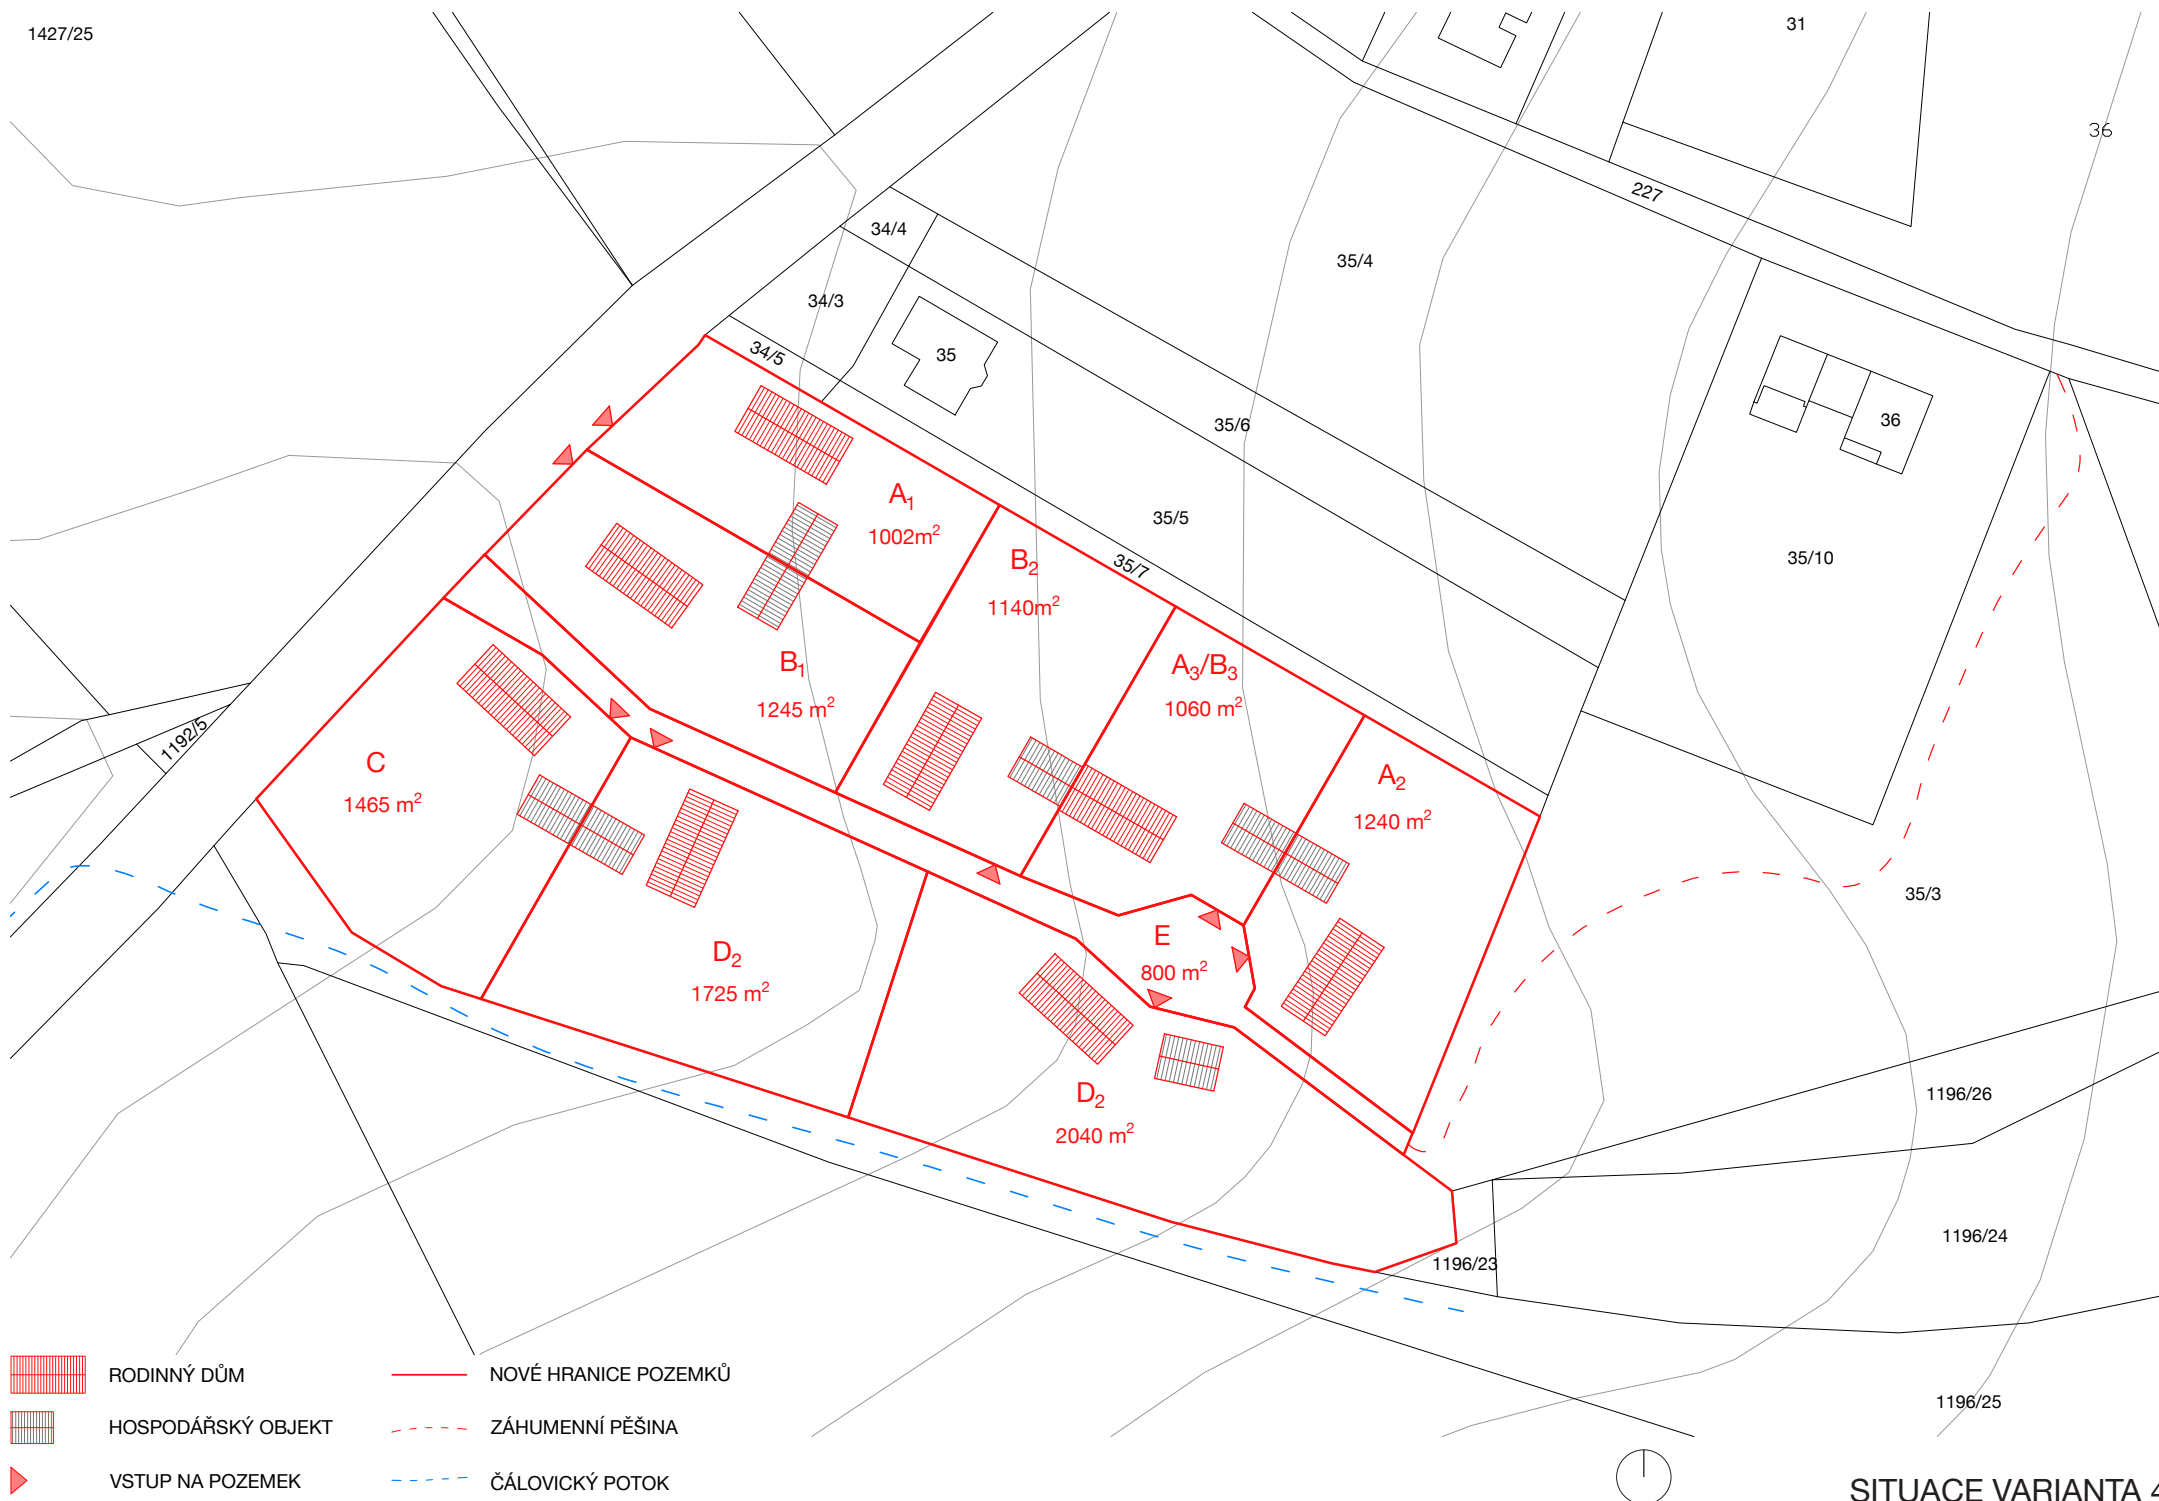 1427/25
31
36
227
34/4
35/4
34/3
34/5
35
35/6
36
A1
1002m²
35/5
35/7
B2
1140m²
35/10
A3/B3
1060 m²
B1
1245 m²
1192/5
C
1465 m²
A2
1240 m²
35/3
E
800 m²
D2
1725 m²
D2
2040 m²
1196/26
1196/24
1196/23
1196/25
RODINNÝ DŮM
NOVÉ HRANICE POZEMKŮ
HOSPODÁŘSKÝ OBJEKT
ZÁHUMENNÍ PĚŠINA
VSTUP NA POZEMEK
ČÁLOVICKÝ POTOK
SITUACE VARIANTA 4